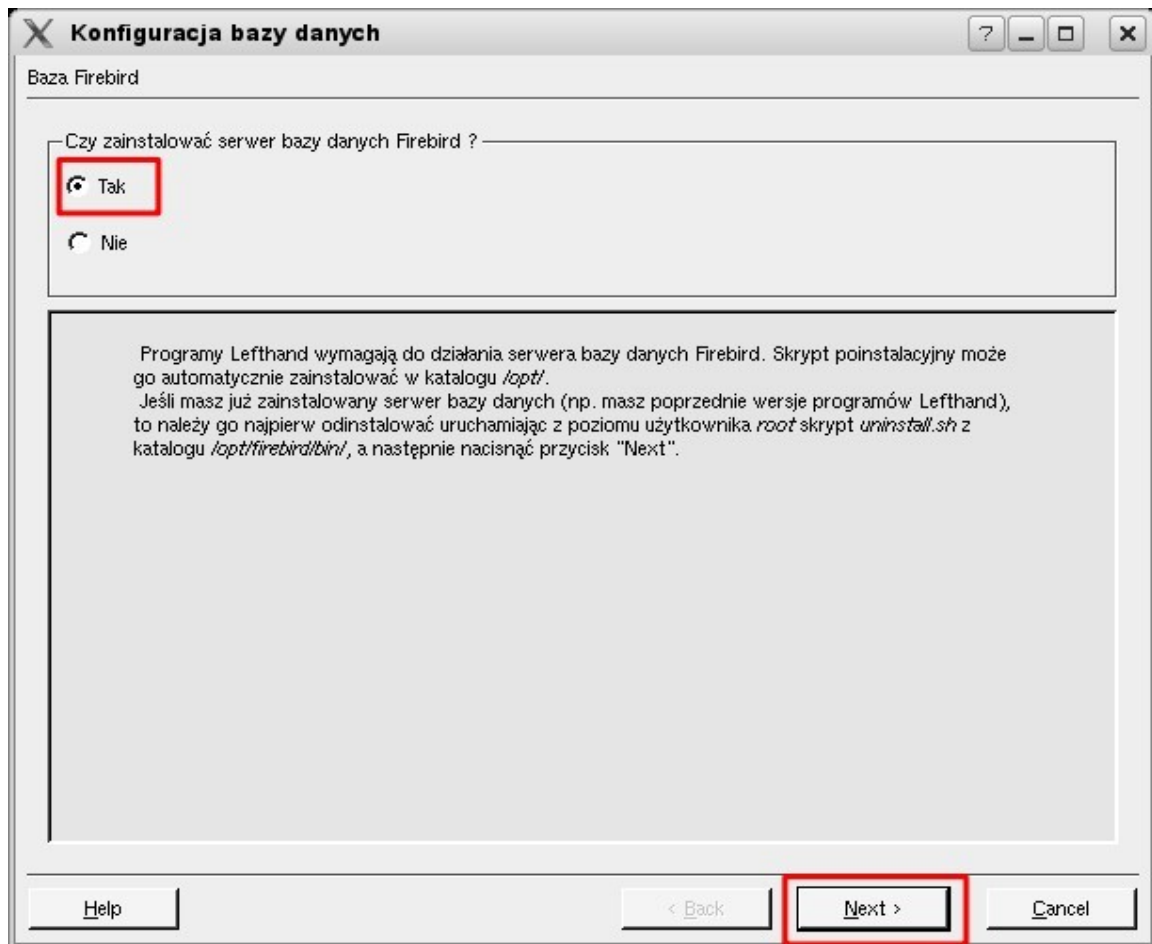 Konfiguracja bazy danych
Baza Firebird
Czy zainstalować serwer bazy danych Firebird ?
Tak
Nie
Programy Lefthand wymagają do działania serwera bazy danych Firebird. Skrypt poinstalacyjny może
go automatycznie zainstalować w katalogu /opt/.
Jeśli masz już zainstalowany serwer bazy danych (np. masz poprzednie wersje programów Lefthand),
to należy go najpierw odinstalować uruchamiając z poziomu użytkownika root skrypt uninstall.sh z
katalogu /opt/firebird/bin/, a następnie nacisnąć przycisk "Next".
Help
< Back
Next >
Cancel